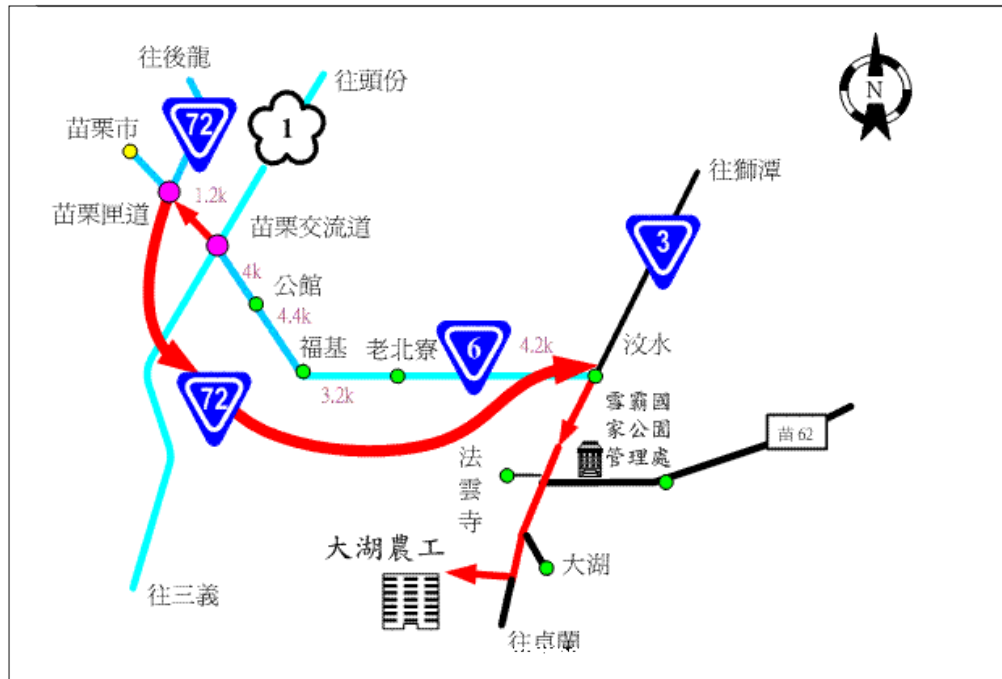 往後龍
往頭份
72
1
苗栗市
N
1.2k
往獅潭
苗栗匣道
苗栗交流道
3
4k
公館
4.4k
福基
老北寮
6
4.2k
汶水
3.2k
72
雪霸國
家公園
管理處
苗 62
法
雲
寺
大湖農工
大湖
往三義
往卓蘭